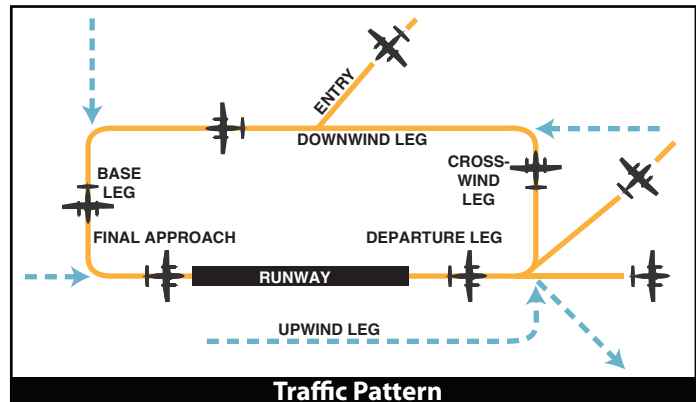 ENTRY
DOWNWIND LEG
CROSS-
WIND
LEG
BASE
LEG
FINAL APPROACH
DEPARTURE LEG
RUNWAY
UPWIND LEG
Traffic Pattern